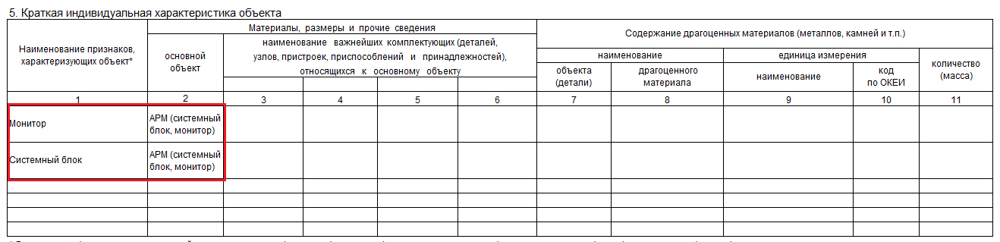 5. Краткая индивидуальная характеристика объекта
Наименование признаков,
характеризующих объект*
Материалы, размеры и прочие сведения
основной
объект
наименование важнейших комплектующих (деталей,
узлов, пристроек, приспособлений и принадлежностей),
относящихся к основному объекту
Содержание драгоценных материалов (металлов, камней и т.п.)
наименование
объекта
(детали)
драгоценного
материала
единица измерения
наименование
код
по ОКЕИ
количество
(масса)
1 2 3 4 5 6 7 8 9 10 11
Монитор
АРМ (системный
блок, монитор)
Системный блок
АРМ (системный
блок, монитор)